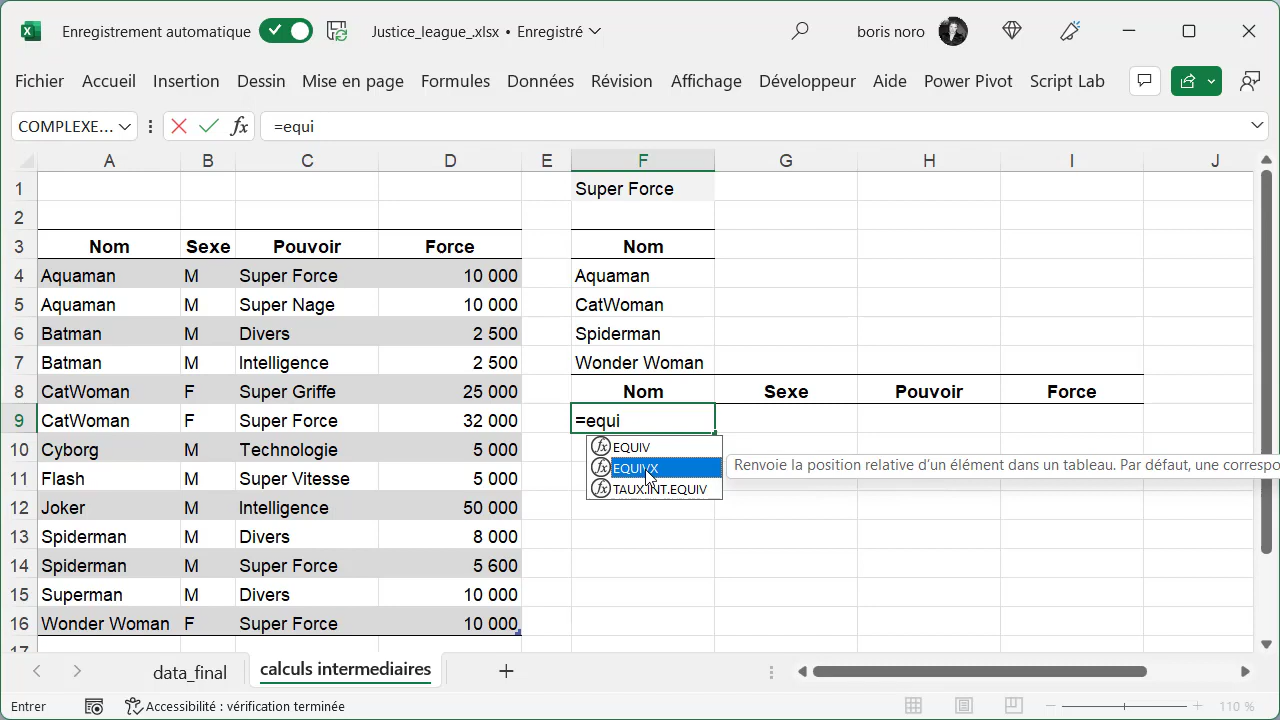 Enregistrement automatique Justice_league_.xlsx • Enregistré boris noro
Fichier Accueil Insertion Dessin Mise en page Formules Données Révision Affichage Développeur Aide Power Pivot Script Lab
COMPLEXE... fx =equi
A B C D E F G H I J
1 Super Force
2
3 Nom Sexe Pouvoir Force Nom
4 Aquaman M Super Force 10 000 Aquaman
5 Aquaman M Super Nage 10 000 CatWoman
6 Batman M Divers 2 500 Spiderman
7 Batman M Intelligence 2 500 Wonder Woman
8 CatWoman F Super Griffe 25 000 Nom Sexe Pouvoir Force
9 CatWoman F Super Force 32 000 =equi
fx EQUIV
10 Cyborg M Technologie 5 000
fx EQUIVX Renvoie la position relative d'un élément dans un tableau. Par défaut, une correspo
11 Flash M Super Vitesse 5 000
fx TAUX.INT.EQUIV
12 Joker M Intelligence 50 000
13 Spiderman M Divers 8 000
14 Spiderman M Super Force 5 600
15 Superman M Divers 10 000
16 Wonder Woman F Super Force 10 000
17
data_final calculs intermediaires
Entrer Accessibilité : vérification terminée 110 %